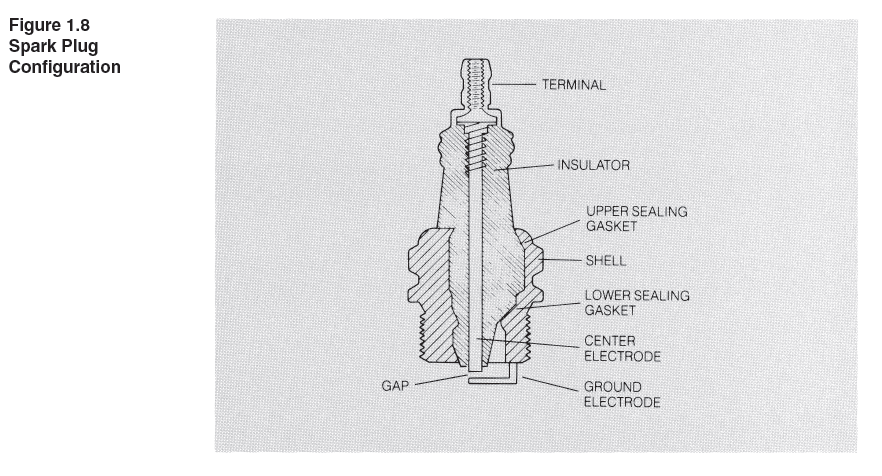 Figure 1.8
Spark Plug
Configuration
TERMINAL
INSULATOR
UPPER SEALING
GASKET
SHELL
LOWER SEALING
GASKET
CENTER
ELECTRODE
GAP
GROUND
ELECTRODE